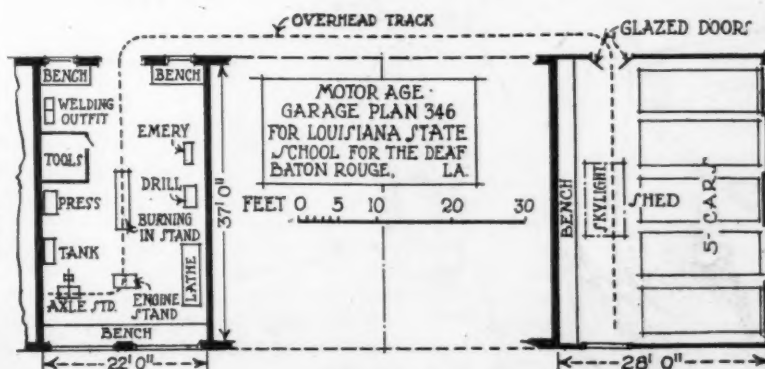 OVERHEAD TRACK
GLAZED DOORS
BENCH
BENCH
WELDING
OUTFIT
TOOLS
PRESS
TANK
AXLE STD.
BENCH
EMERY
DRILL
BURNING
IN STAND
LATHE
ENGINE
STAND
22' 0"
37' 0"
MOTOR AGE
GARAGE PLAN 346
FOR LOUISIANA STATE
SCHOOL FOR THE DEAF
BATON ROUGE, LA.
FEET 0 5 10 20 30
BENCH
SKYLIGHT
SHED
5 CARS
28' 0"